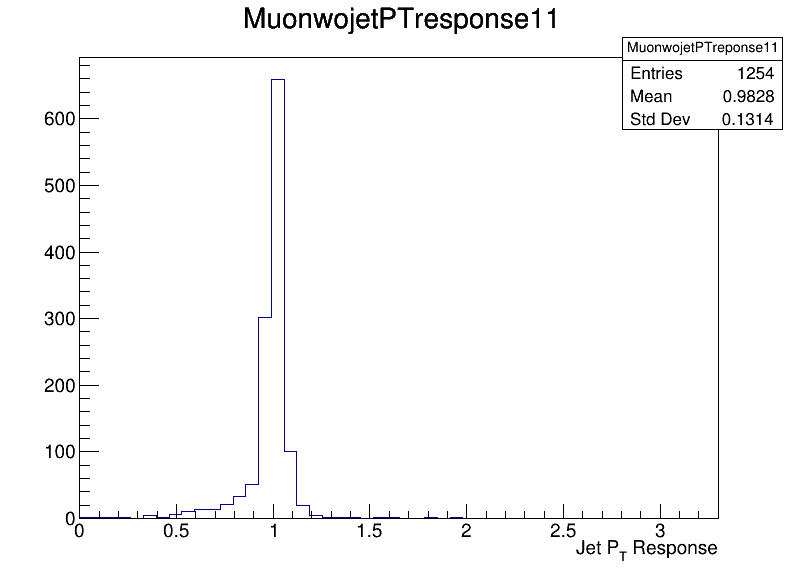 MuonwojetPTresponse11
MuonwojetPTreponse11
Entries 1254
Mean 0.9828
Std Dev 0.1314
600
500
400
300
200
100
0
0 0.5 1 1.5 2 2.5 3
Jet P_T Response